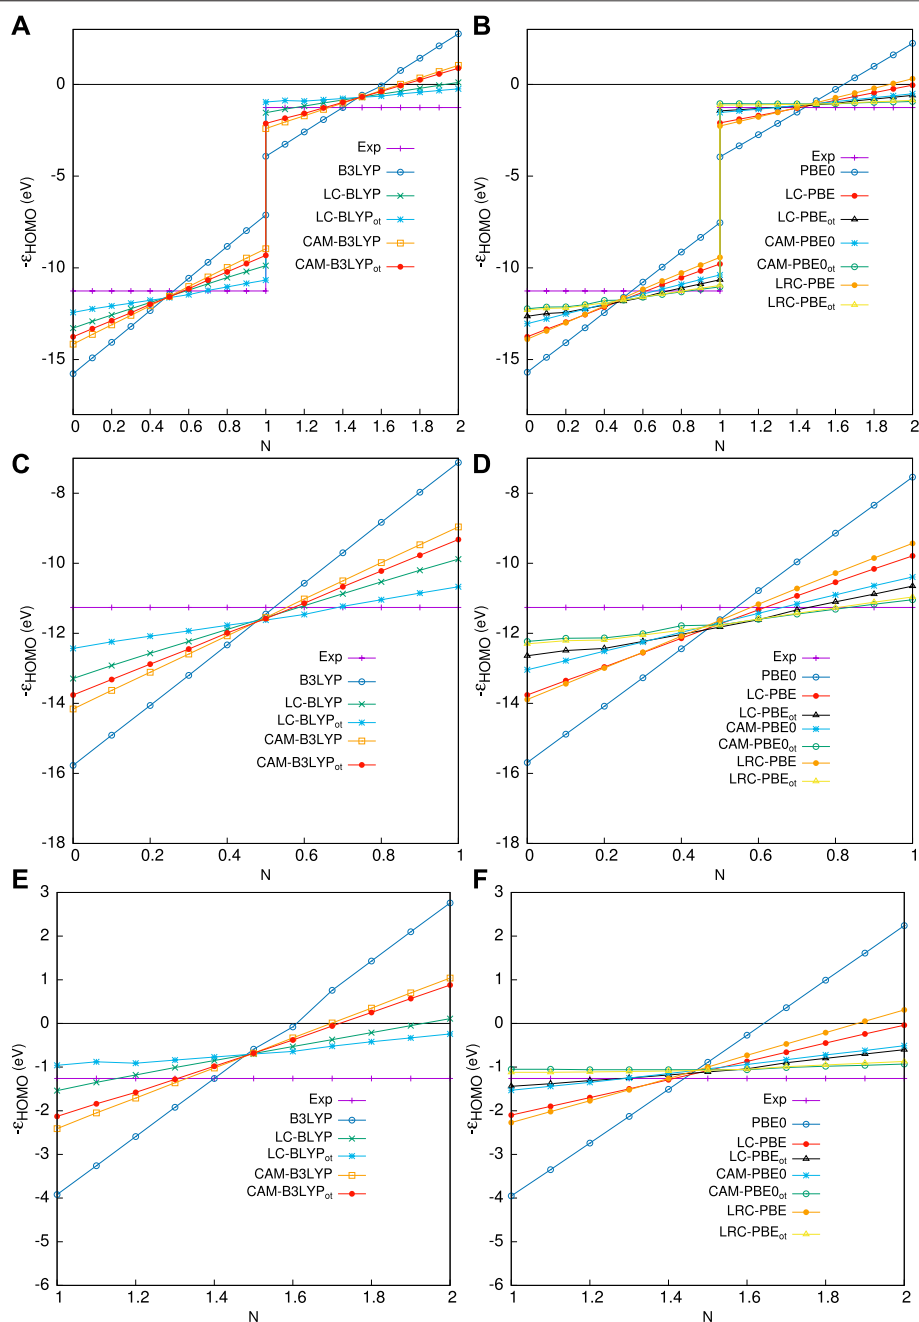 A
-εHOMO (eV)
0
-5
-10
-15
0 0.2 0.4 0.6 0.8 1 1.2 1.4 1.6 1.8 2
N
Exp
B3LYP
LC-BLYP
LC-BLYPot
CAM-B3LYP
CAM-B3LYPot
B
-εHOMO (eV)
0
-5
-10
-15
0 0.2 0.4 0.6 0.8 1 1.2 1.4 1.6 1.8 2
N
Exp
PBE0
LC-PBE
LC-PBEot
CAM-PBE0
CAM-PBE0ot
LRC-PBE
LRC-PBEot
C
-εHOMO (eV)
-8
-10
-12
-14
-16
-18
0 0.2 0.4 0.6 0.8 1
N
Exp
B3LYP
LC-BLYP
LC-BLYPot
CAM-B3LYP
CAM-B3LYPot
D
-εHOMO (eV)
-8
-10
-12
-14
-16
-18
0 0.2 0.4 0.6 0.8 1
N
Exp
PBE0
LC-PBE
LC-PBEot
CAM-PBE0
CAM-PBE0ot
LRC-PBE
LRC-PBEot
E
-εHOMO (eV)
3
2
1
0
-1
-2
-3
-4
-5
-6
1 1.2 1.4 1.6 1.8 2
N
Exp
B3LYP
LC-BLYP
LC-BLYPot
CAM-B3LYP
CAM-B3LYPot
F
-εHOMO (eV)
3
2
1
0
-1
-2
-3
-4
-5
-6
1 1.2 1.4 1.6 1.8 2
N
Exp
PBE0
LC-PBE
LC-PBEot
CAM-PBE0
CAM-PBE0ot
LRC-PBE
LRC-PBEot